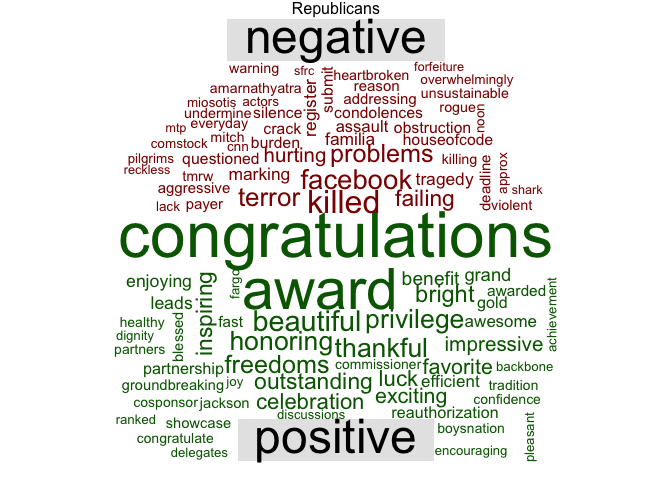 Republicans
negative
warning sfrc forfeiture
heartbroken overwhelmingly
amarnathyatra submit reason unsustainable
miosotis actors register addressing rogue
undermine silence condolences noon
mtp everyday crack assault obstruction
comstock mitch burden familia houseofcode
cnn
pilgrims questioned hurting problems killing
reckless tmrw marking facebook tragedy deadline approx
aggressive terror killed failing shark
lack payer violent
congratulations
enjoying fargo award benefit grand
leads inspiring bright gold awarded
healthy fast beautiful privilege awesome achievement
dignity blessed honoring thankful impressive
partners
partnership freedoms commissioner favorite backbone
groundbreaking joy outstanding luck efficient tradition
cosponsor jackson celebration exciting confidence
ranked showcase discussions reauthorization
congratulate positive boysnation pleasant
delegates encouraging